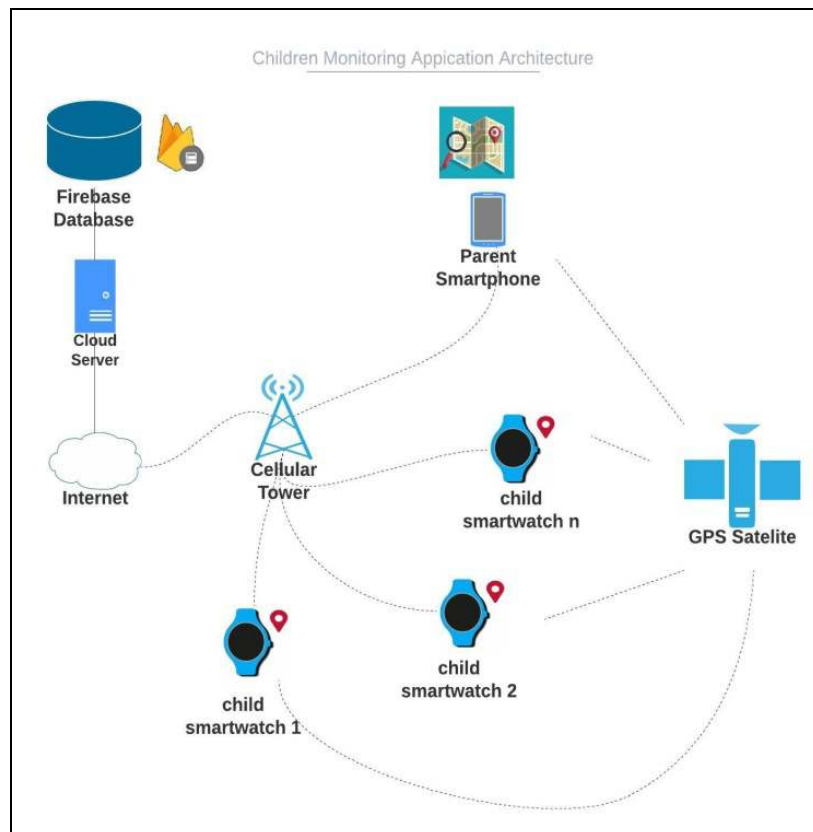 Children Monitoring Appication Architecture
Firebase
Database
Parent
Smartphone
Cloud
Server
Cellular
Tower
Internet
child
smartwatch n
GPS Satelite
child
smartwatch 2
child
smartwatch 1